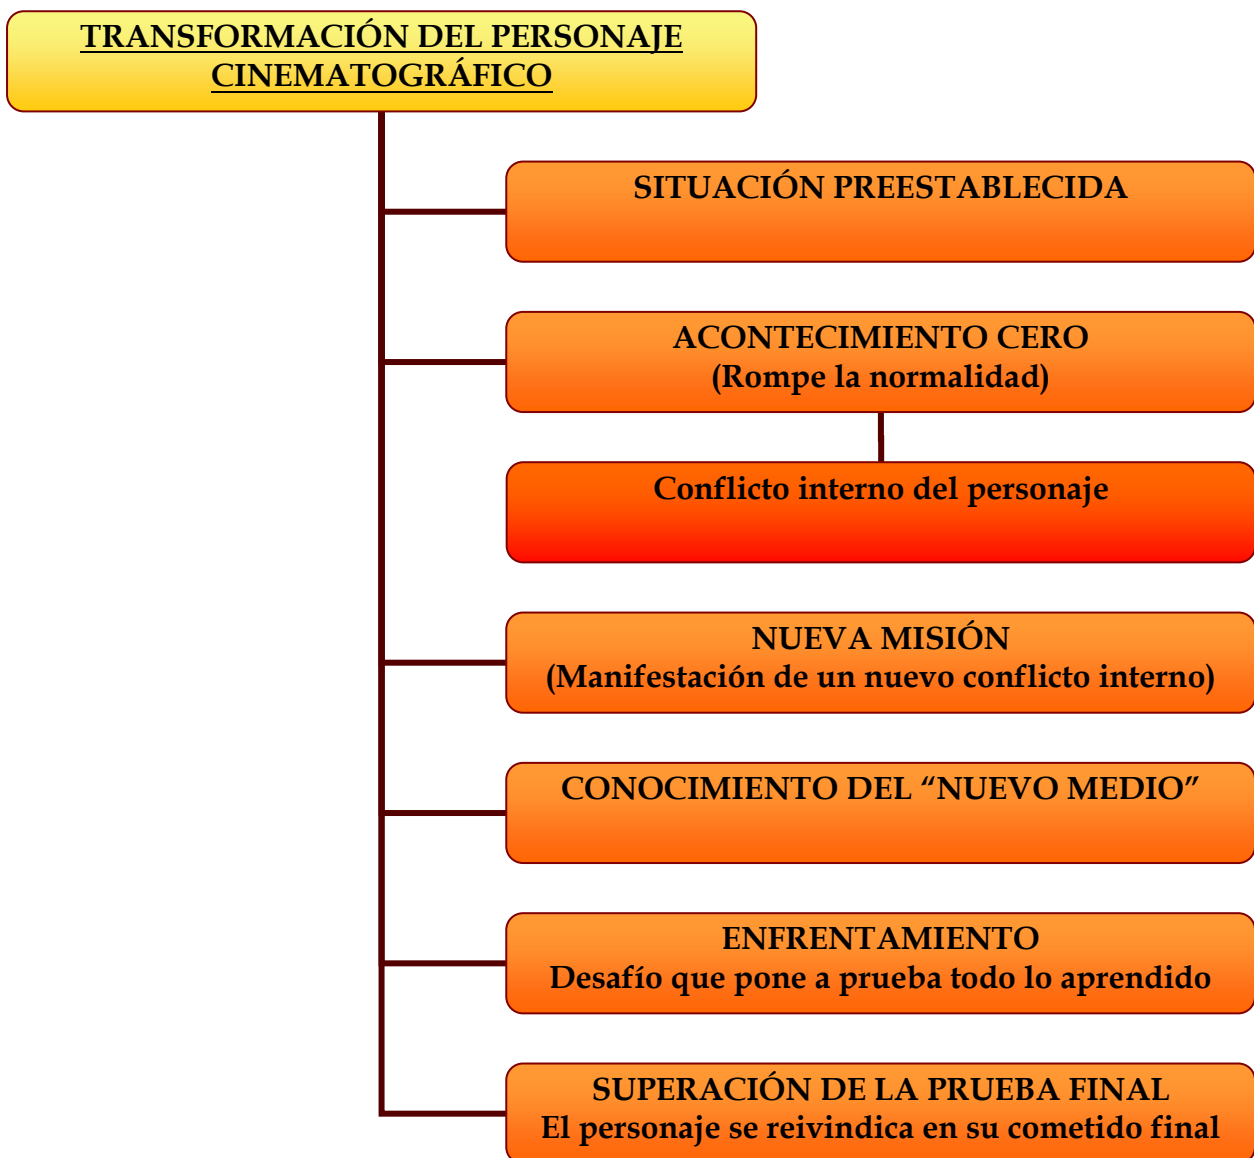 TRANSFORMACIÓN DEL PERSONAJE
CINEMATOGRÁFICO
SITUACIÓN PREESTABLECIDA
ACONTECIMIENTO CERO
(Rompe la normalidad)
Conflicto interno del personaje
NUEVA MISIÓN
(Manifestación de un nuevo conflicto interno)
CONOCIMIENTO DEL “NUEVO MEDIO”
ENFRENTAMIENTO
Desafío que pone a prueba todo lo aprendido
SUPERACIÓN DE LA PRUEBA FINAL
El personaje se reivindica en su cometido final